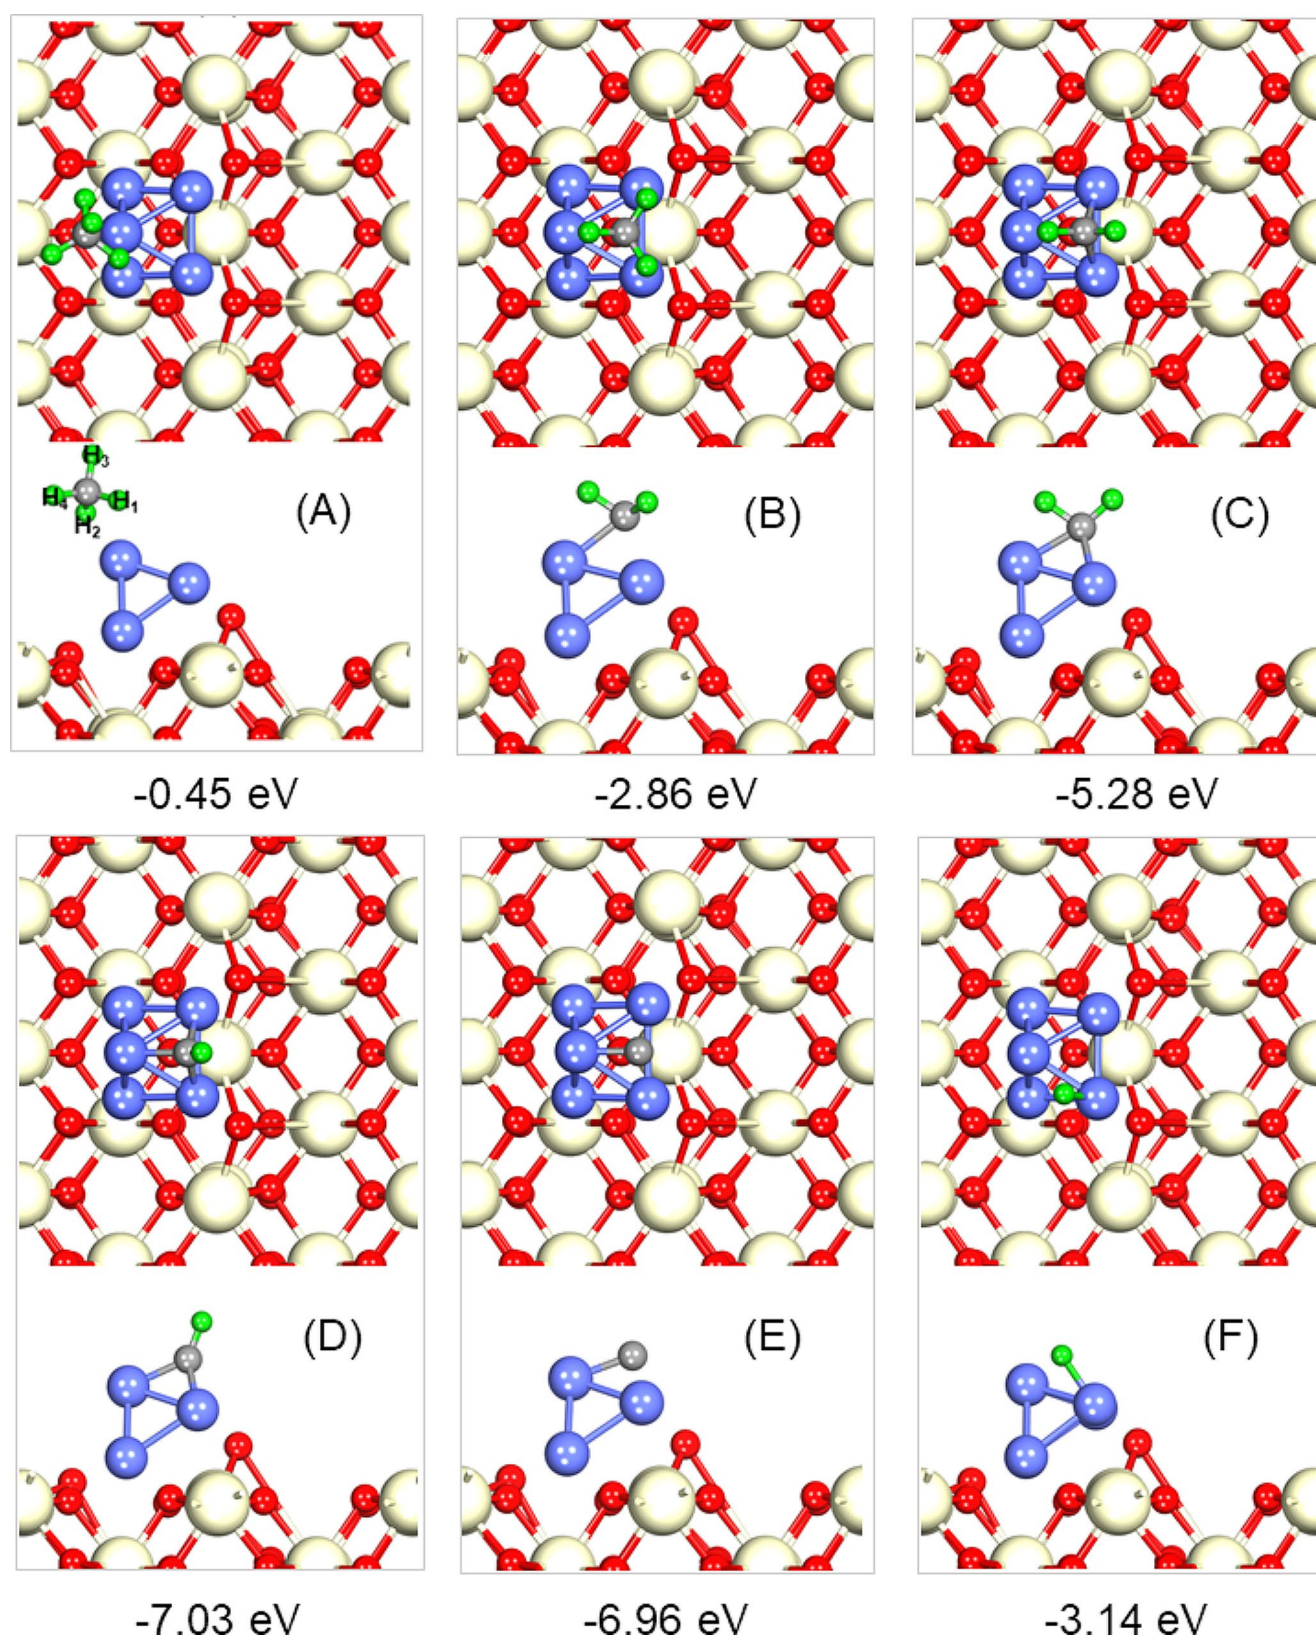 H3
H4 H1
H2
(A) (B) (C)
-0.45 eV -2.86 eV -5.28 eV
(D) (E) (F)
-7.03 eV -6.96 eV -3.14 eV